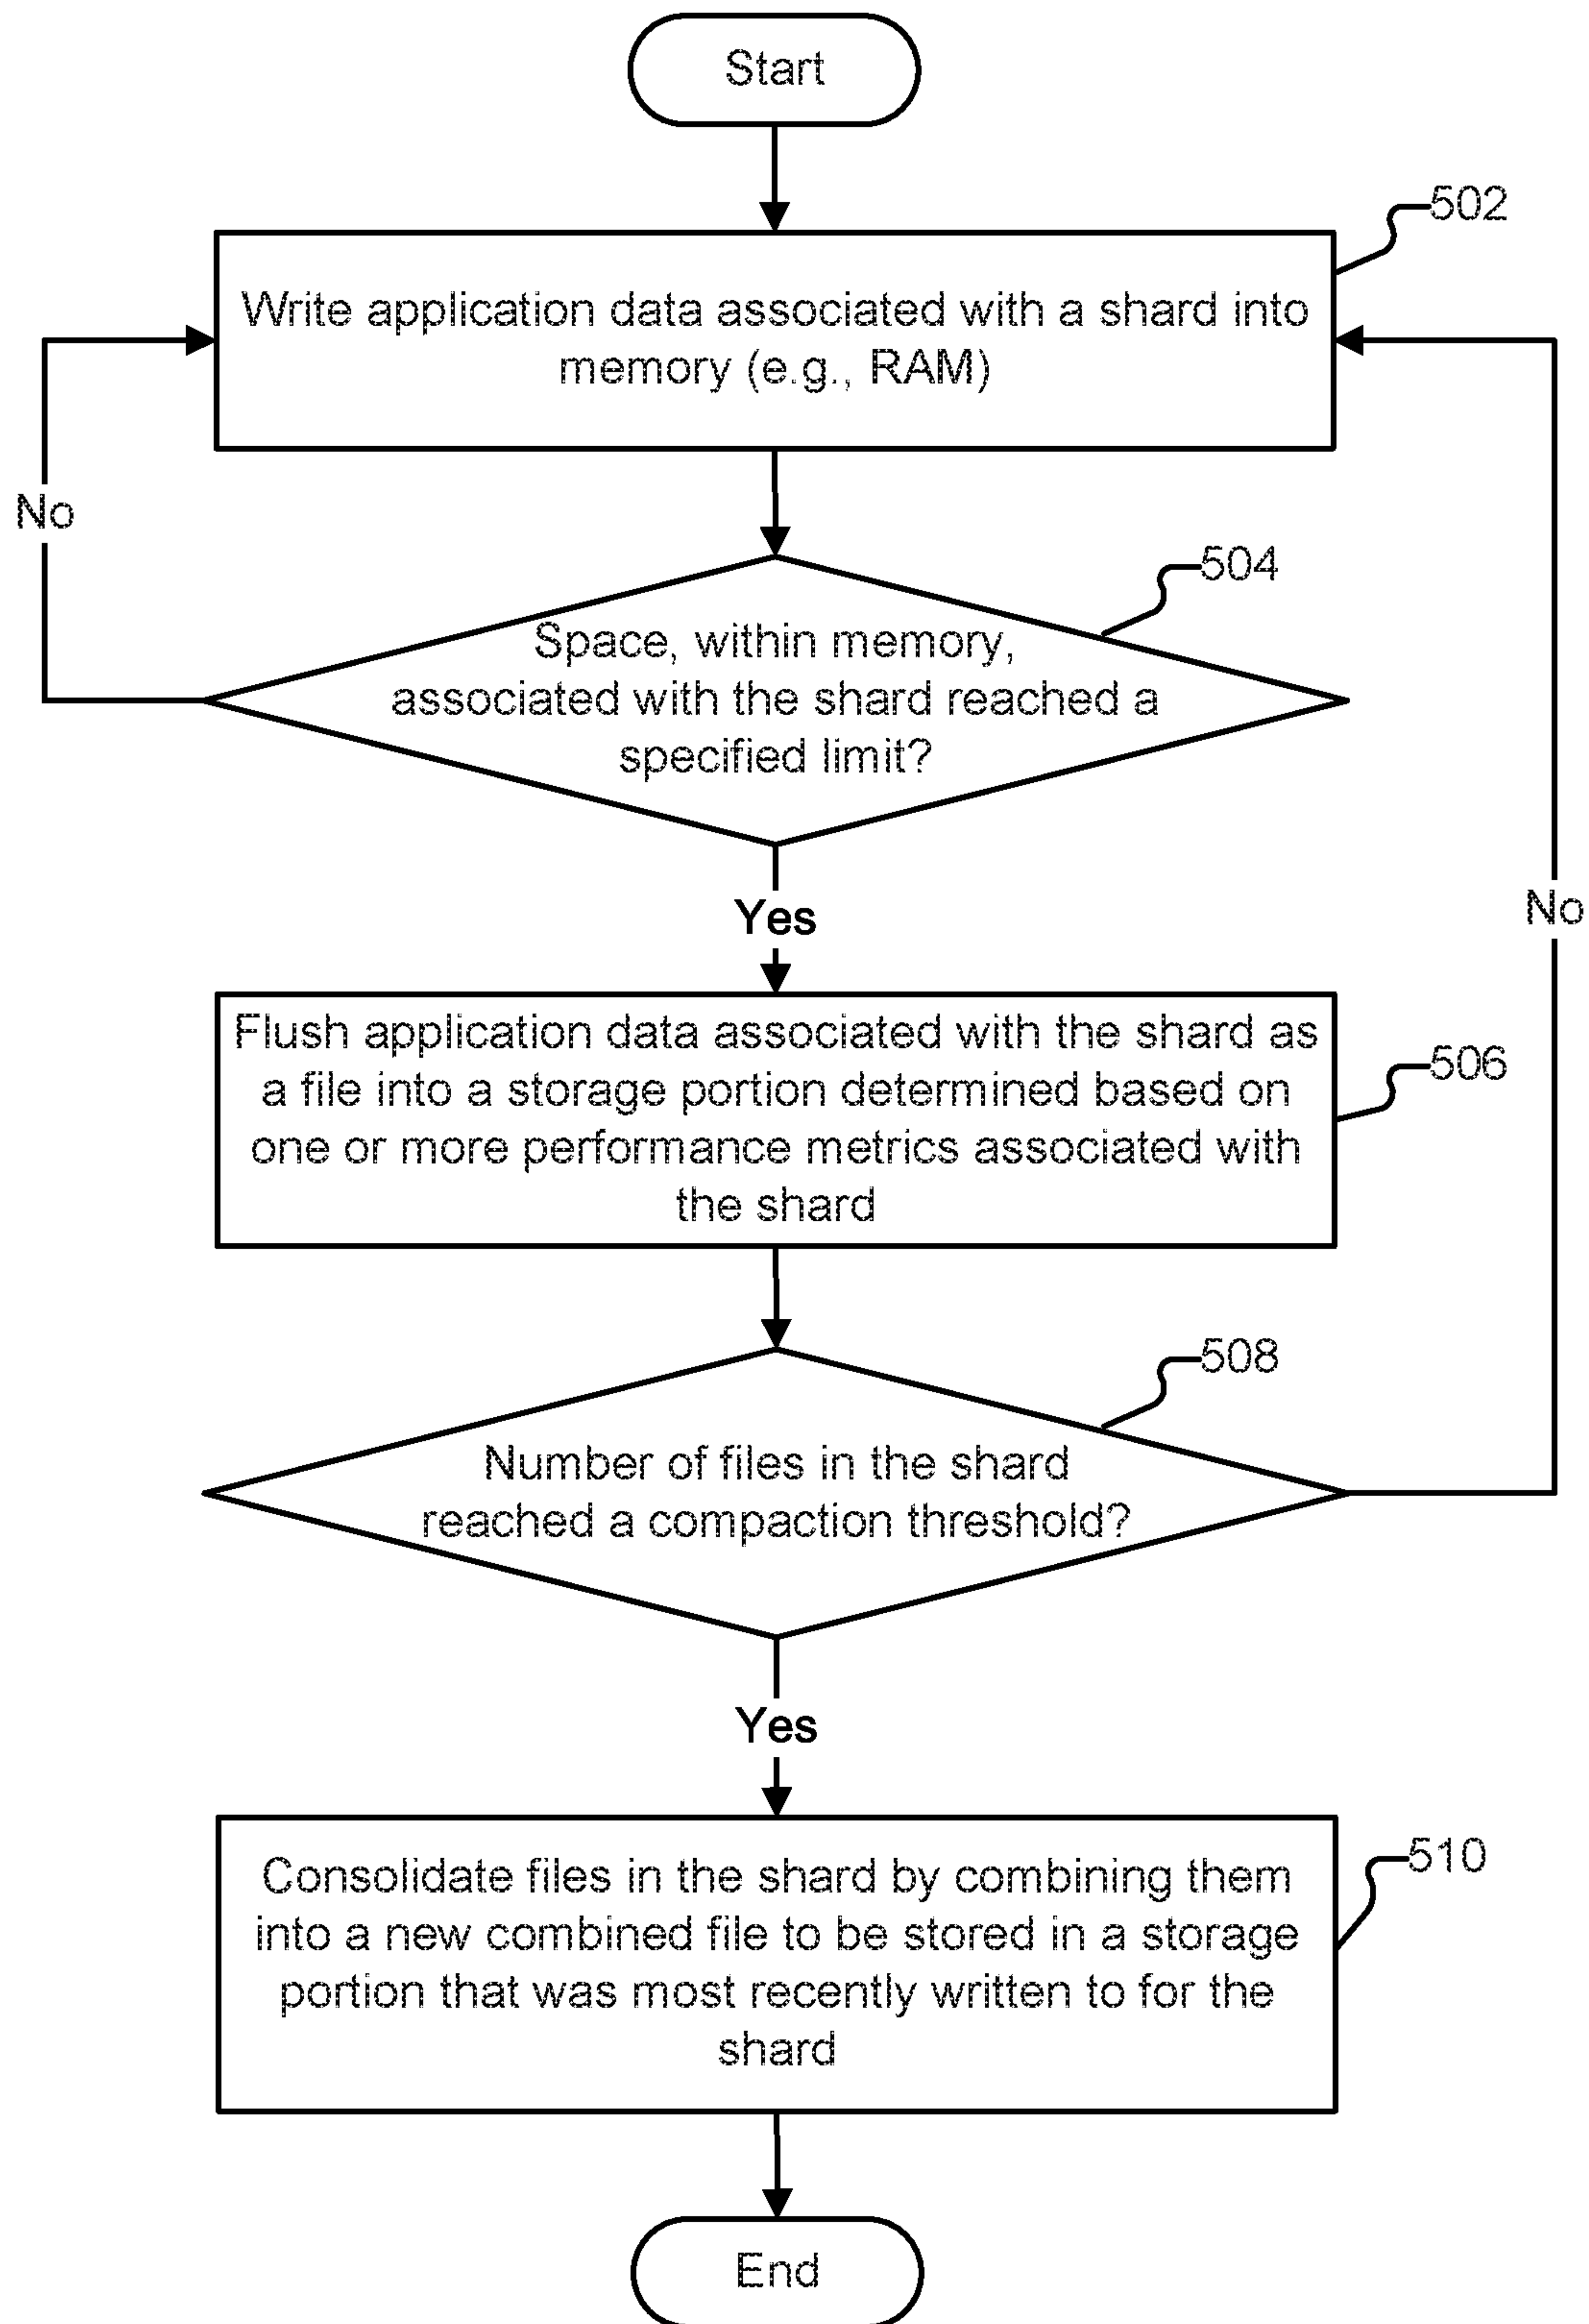 Start
502
Write application data associated with a shard into
memory (e.g., RAM)
No
504
Space, within memory,
associated with the shard reached a
specified limit?
Yes
No
Flush application data associated with the shard as
a file into a storage portion determined based on
one or more performance metrics associated with
the shard
506
508
Number of files in the shard
reached a compaction threshold?
Yes
510
Consolidate files in the shard by combining them
into a new combined file to be stored in a storage
portion that was most recently written to for the
shard
End